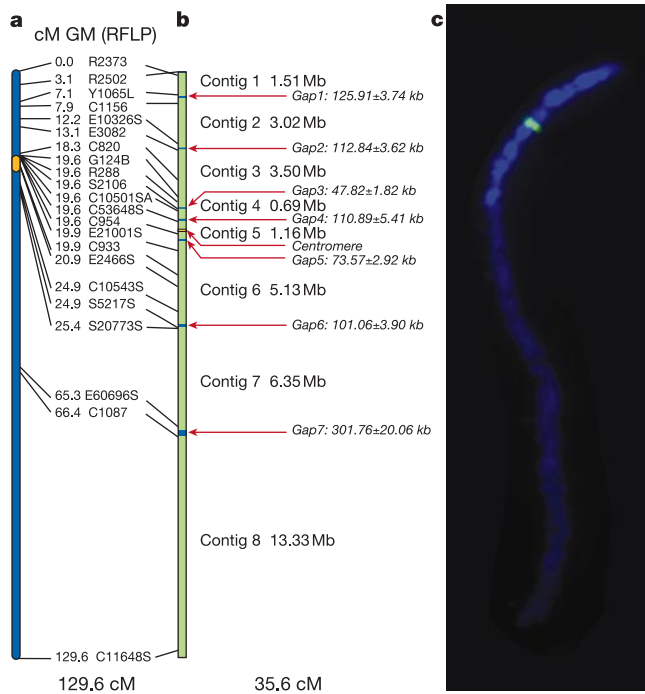 a
cM GM (RFLP)
0.0 R2373
3.1 R2502
7.1 Y1065L
7.9 C1156
12.2 E10326S
13.1 E3082
18.3 C820
19.6 G124B
19.6 R288
19.6 S2106
19.6 C10501SA
19.6 C53648S
19.6 C954
19.9 E21001S
19.9 C933
20.9 E2466S
24.9 C10543S
24.9 S5217S
25.4 S20773S
65.3 E60696S
66.4 C1087
129.6 C11648S
129.6 cM
b
Contig 1 1.51 Mb
Gap1: 125.91±3.74 kb
Contig 2 3.02 Mb
Gap2: 112.84±3.62 kb
Contig 3 3.50 Mb
Gap3: 47.82±1.82 kb
Contig 4 0.69 Mb
Gap4: 110.89±5.41 kb
Contig 5 1.16 Mb
Centromere
Gap5: 73.57±2.92 kb
Contig 6 5.13 Mb
Gap6: 101.06±3.90 kb
Contig 7 6.35 Mb
Gap7: 301.76±20.06 kb
Contig 8 13.33 Mb
35.6 cM
c